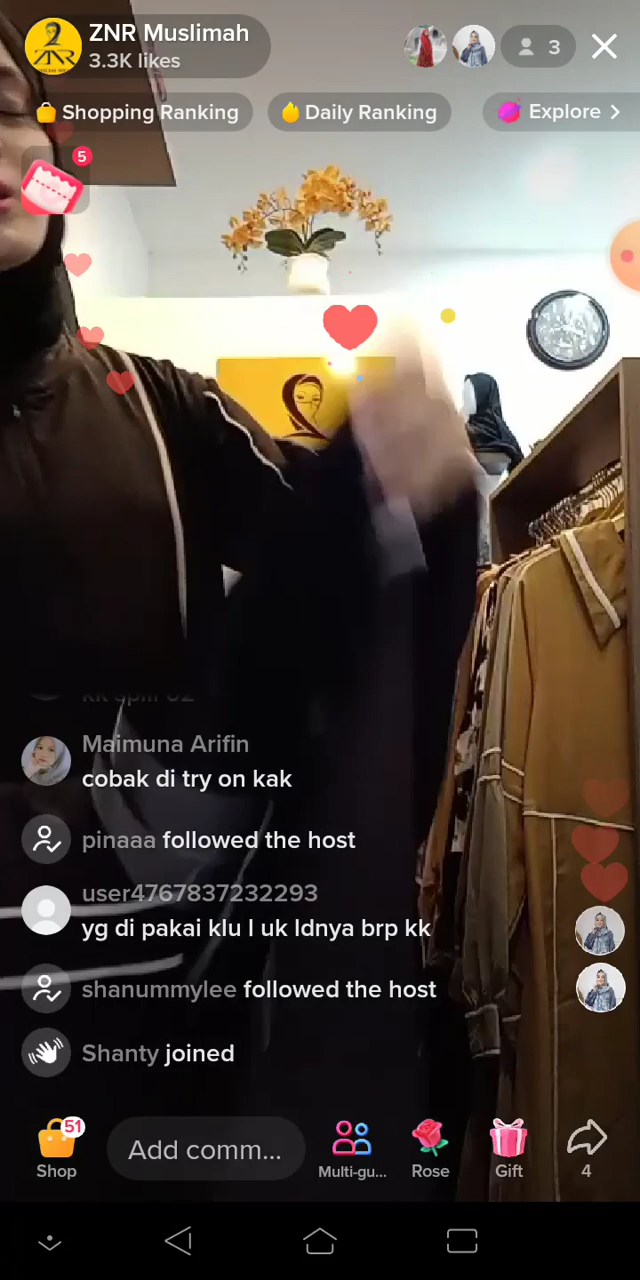 ZNR Muslimah
3.3K likes
3
Shopping Ranking
Daily Ranking
Explore >
5
Maimuna Arifin
cobak di try on kak
pinaaa followed the host
user4767837232293
yg di pakai klu l uk ldnya brp kk
shanummylee followed the host
Shanty joined
51
Shop
Add comm...
Multi-gu...
Rose
Gift
4